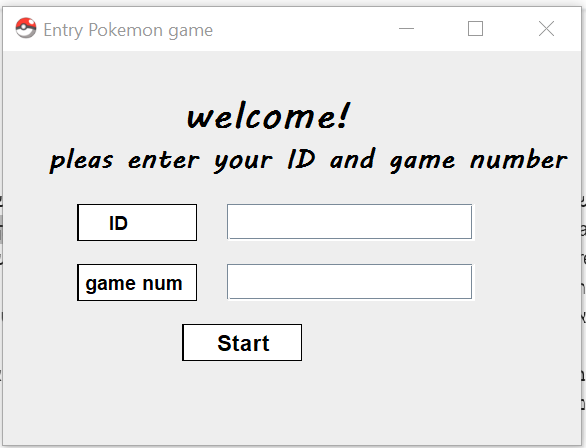 Entry Pokemon game
welcome!
pleas enter your ID and game number
ID
game num
Start